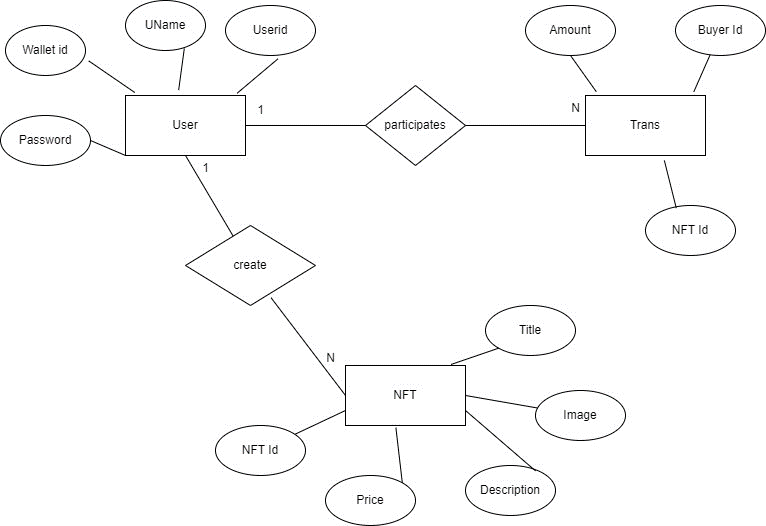 UName
Userid
Amount
Buyer Id
Wallet id
1
N
User
participates
Trans
Password
1
NFT Id
create
Title
N
NFT
Image
NFT Id
Description
Price